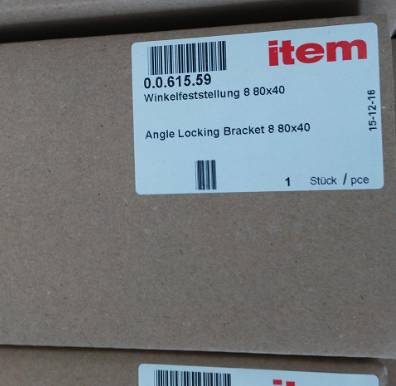 item
0.0.615.59
Winkelfeststellung 8 80x40
Angle Locking Bracket 8 80x40
15-12-16
1 Stück / pce